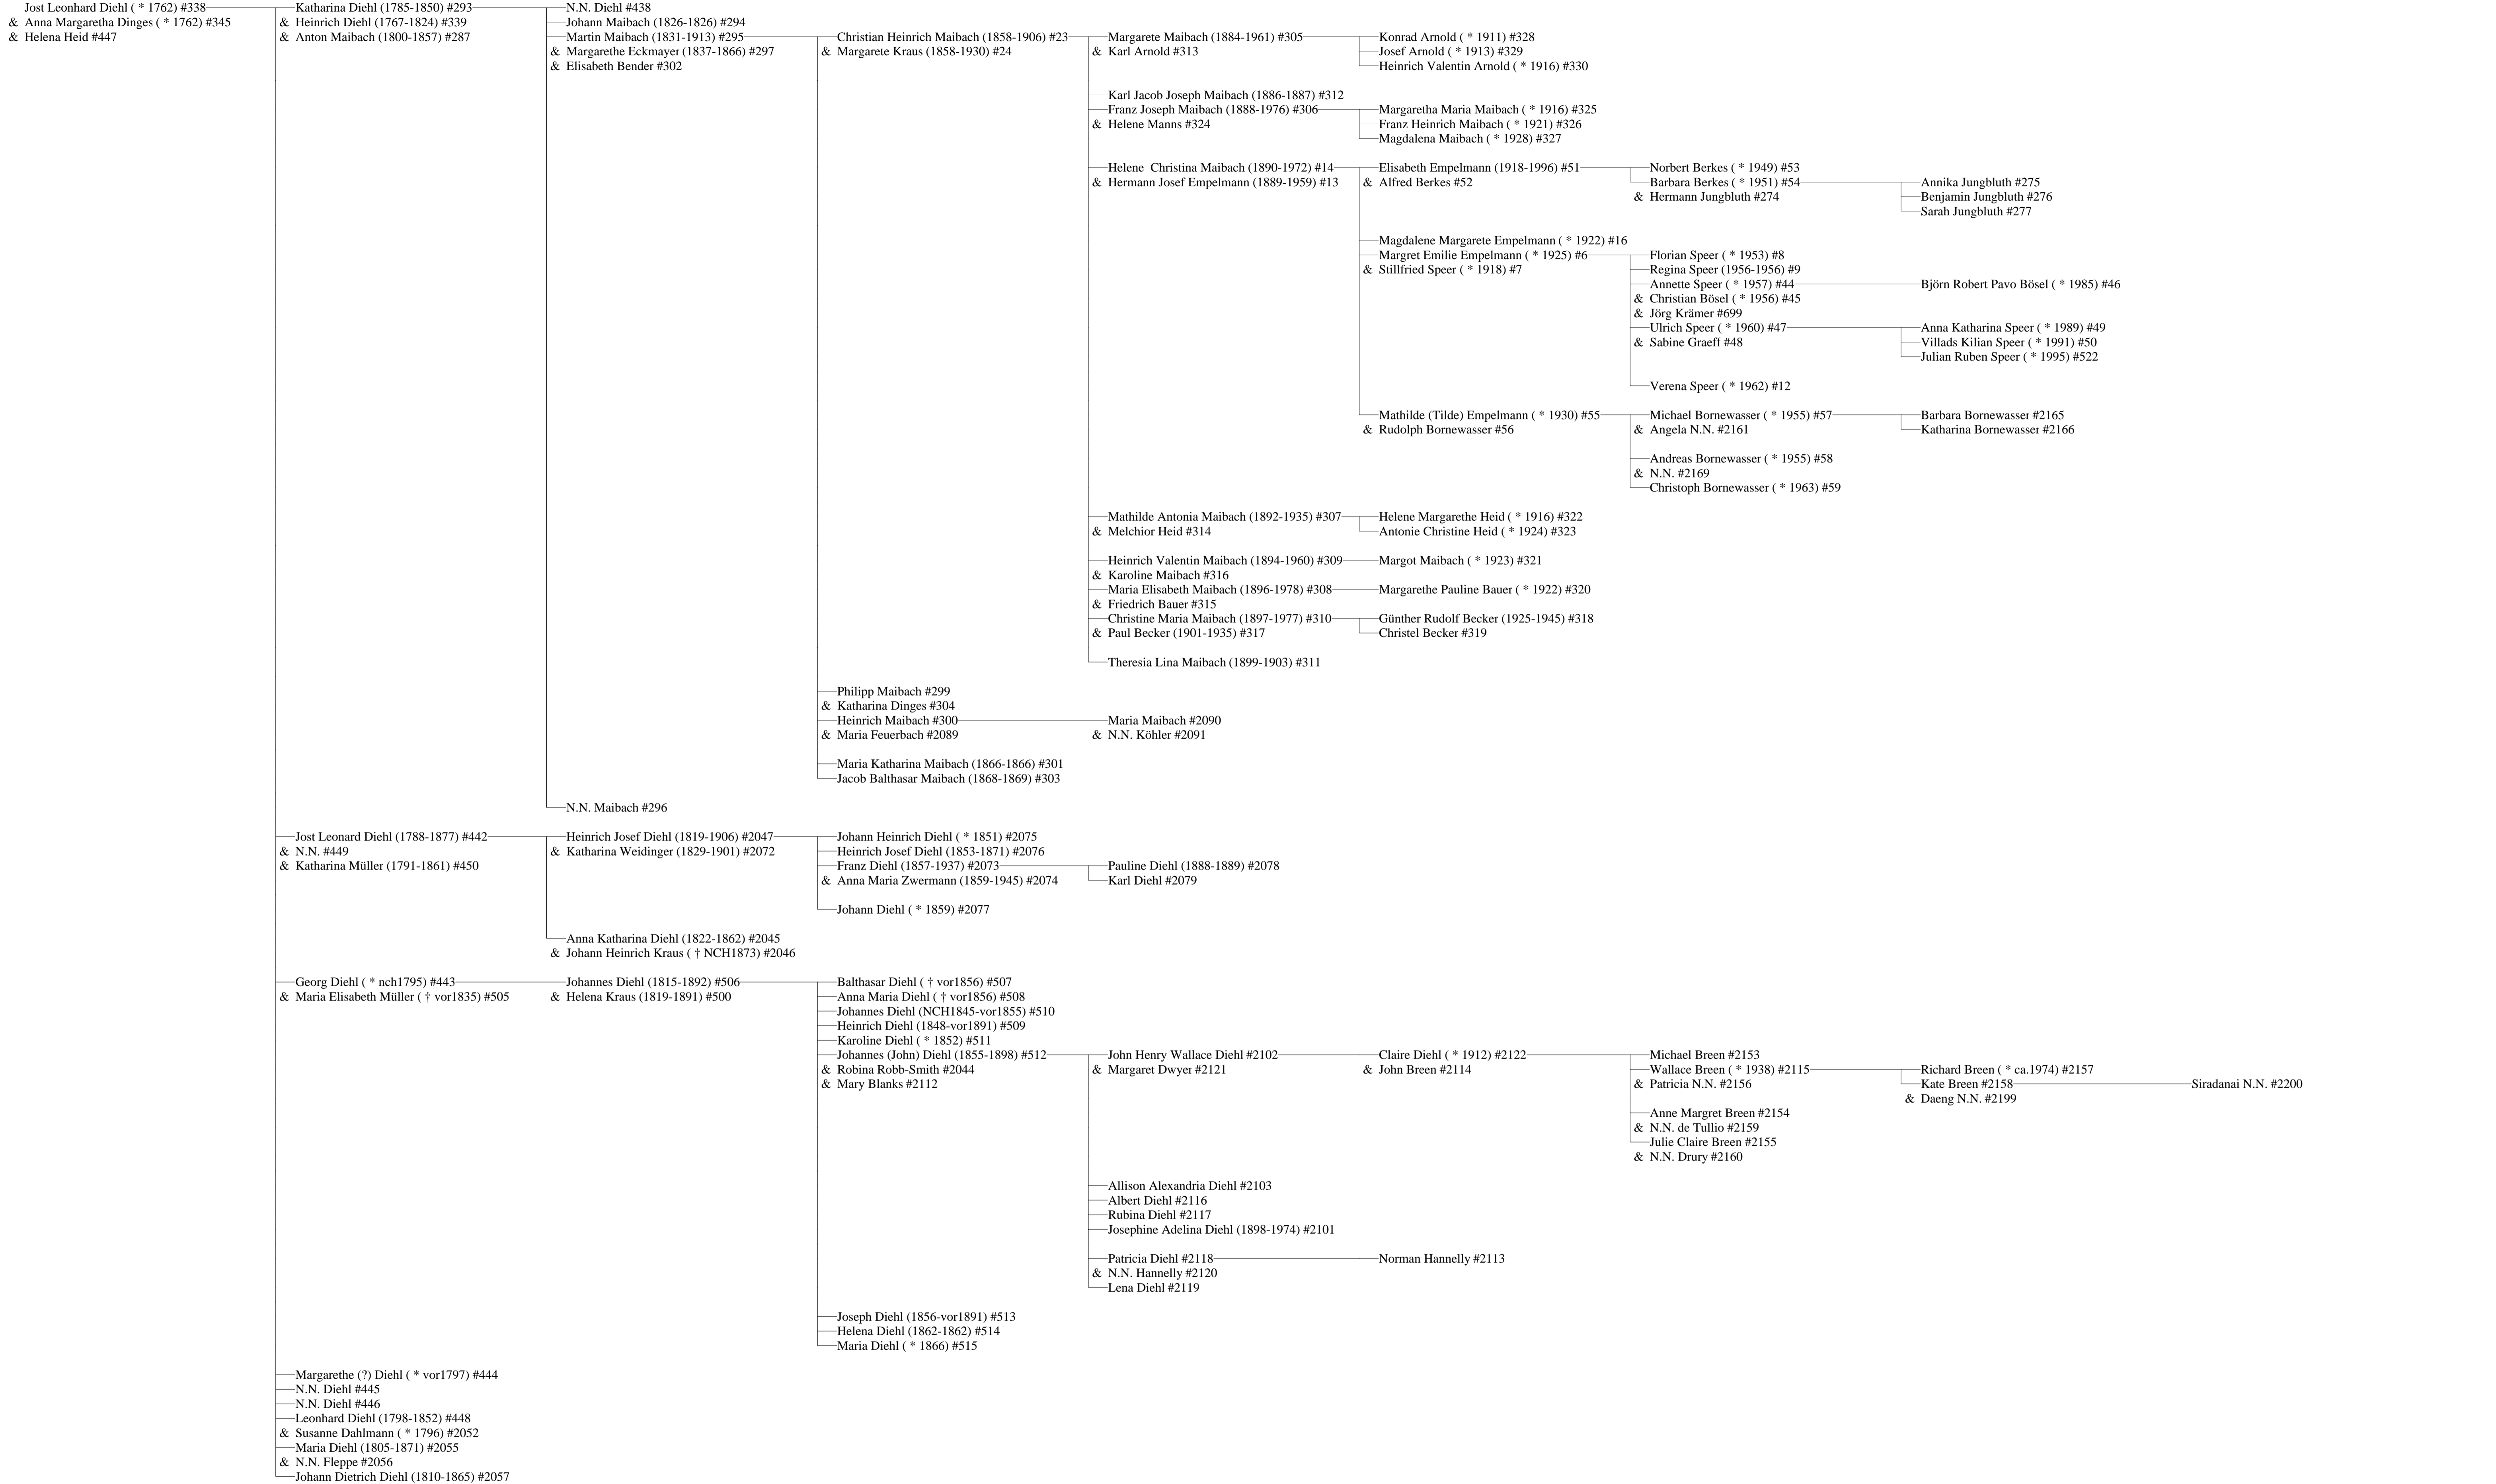 Jost Leonhard Diehl ( * 1762) #338 Katharina Diehl (1785-1850) #293 N.N. Diehl #438
& Anna Margaretha Dinges ( * 1762) #345 & Heinrich Diehl (1767-1824) #339 Johann Maibach (1826-1826) #294
& Helena Heid #447 & Anton Maibach (1800-1857) #287 Martin Maibach (1831-1913) #295 Christian Heinrich Maibach (1858-1906) #23 Margarete Maibach (1884-1961) #305 Konrad Arnold ( * 1911) #328
& Margarethe Eckmayer (1837-1866) #297 & Margarete Kraus (1858-1930) #24 & Karl Arnold #313 Josef Arnold ( * 1913) #329
& Elisabeth Bender #302 Heinrich Valentin Arnold ( * 1916) #330
Karl Jacob Joseph Maibach (1886-1887) #312
Franz Joseph Maibach (1888-1976) #306 Margaretha Maria Maibach ( * 1916) #325
& Helene Manns #324 Franz Heinrich Maibach ( * 1921) #326
Magdalena Maibach ( * 1928) #327
Helene Christina Maibach (1890-1972) #14 Elisabeth Empelmann (1918-1996) #51 Norbert Berkes ( * 1949) #53
& Hermann Josef Empelmann (1889-1959) #13 & Alfred Berkes #52 Barbara Berkes ( * 1951) #54 Annika Jungbluth #275
& Hermann Jungbluth #274 Benjamin Jungbluth #276
Sarah Jungbluth #277
Magdalene Margarete Empelmann ( * 1922) #16
Margret Emilie Empelmann ( * 1925) #6 Florian Speer ( * 1953) #8
& Stillfried Speer ( * 1918) #7 Regina Speer (1956-1956) #9
Annette Speer ( * 1957) #44 Björn Robert Pavo Bösel ( * 1985) #46
& Christian Bösel ( * 1956) #45
& Jörg Krämer #699
Ulrich Speer ( * 1960) #47 Anna Katharina Speer ( * 1989) #49
& Sabine Graeff #48 Villads Kilian Speer ( * 1991) #50
Julian Ruben Speer ( * 1995) #522
Verena Speer ( * 1962) #12
Mathilde (Tilde) Empelmann ( * 1930) #55 Michael Bornewasser ( * 1955) #57 Barbara Bornewasser #2165
& Rudolph Bornewasser #56 & Angela N.N. #2161 Katharina Bornewasser #2166
Andreas Bornewasser ( * 1955) #58
& N.N. #2169
Christoph Bornewasser ( * 1963) #59
Mathilde Antonia Maibach (1892-1935) #307 Helene Margarethe Heid ( * 1916) #322
& Melchior Heid #314 Antonie Christine Heid ( * 1924) #323
Heinrich Valentin Maibach (1894-1960) #309 Margot Maibach ( * 1923) #321
& Karoline Maibach #316
Maria Elisabeth Maibach (1896-1978) #308 Margarethe Pauline Bauer ( * 1922) #320
& Friedrich Bauer #315
Christine Maria Maibach (1897-1977) #310 Günther Rudolf Becker (1925-1945) #318
& Paul Becker (1901-1935) #317 Christel Becker #319
Theresia Lina Maibach (1899-1903) #311
Philipp Maibach #299
& Katharina Dinges #304
Heinrich Maibach #300 Maria Maibach #2090
& Maria Feuerbach #2089 & N.N. Köhler #2091
Maria Katharina Maibach (1866-1866) #301
Jacob Balthasar Maibach (1868-1869) #303
N.N. Maibach #296
Jost Leonard Diehl (1788-1877) #442 Heinrich Josef Diehl (1819-1906) #2047 Johann Heinrich Diehl ( * 1851) #2075
& N.N. #449 & Katharina Weidinger (1829-1901) #2072 Heinrich Josef Diehl (1853-1871) #2076
& Katharina Müller (1791-1861) #450 Franz Diehl (1857-1937) #2073 Pauline Diehl (1888-1889) #2078
& Anna Maria Zwermann (1859-1945) #2074 Karl Diehl #2079
Johann Diehl ( * 1859) #2077
Anna Katharina Diehl (1822-1862) #2045
& Johann Heinrich Kraus ( † NCH1873) #2046
Georg Diehl ( * nch1795) #443 Johannes Diehl (1815-1892) #506 Balthasar Diehl ( † vor1856) #507
& Maria Elisabeth Müller ( † vor1835) #505 & Helena Kraus (1819-1891) #500 Anna Maria Diehl ( † vor1856) #508
Johannes Diehl (NCH1845-vor1855) #510
Heinrich Diehl (1848-vor1891) #509
Karoline Diehl ( * 1852) #511
Johannes (John) Diehl (1855-1898) #512 John Henry Wallace Diehl #2102 Claire Diehl ( * 1912) #2122 Michael Breen #2153
& Robina Robb-Smith #2044 & Margaret Dwyer #2121 & John Breen #2114 Wallace Breen ( * 1938) #2115 Richard Breen ( * ca.1974) #2157
& Mary Blanks #2112 & Patricia N.N. #2156 Kate Breen #2158 Siradanai N.N. #2200
& Daeng N.N. #2199
Anne Margret Breen #2154
& N.N. de Tullio #2159
Julie Claire Breen #2155
& N.N. Drury #2160
Allison Alexandria Diehl #2103
Albert Diehl #2116
Rubina Diehl #2117
Josephine Adelina Diehl (1898-1974) #2101
Patricia Diehl #2118 Norman Hannelly #2113
& N.N. Hannelly #2120
Lena Diehl #2119
Joseph Diehl (1856-vor1891) #513
Helena Diehl (1862-1862) #514
Maria Diehl ( * 1866) #515
Margarethe (?) Diehl ( * vor1797) #444
N.N. Diehl #445
N.N. Diehl #446
Leonhard Diehl (1798-1852) #448
& Susanne Dahlmann ( * 1796) #2052
Maria Diehl (1805-1871) #2055
& N.N. Fleppe #2056
Johann Dietrich Diehl (1810-1865) #2057